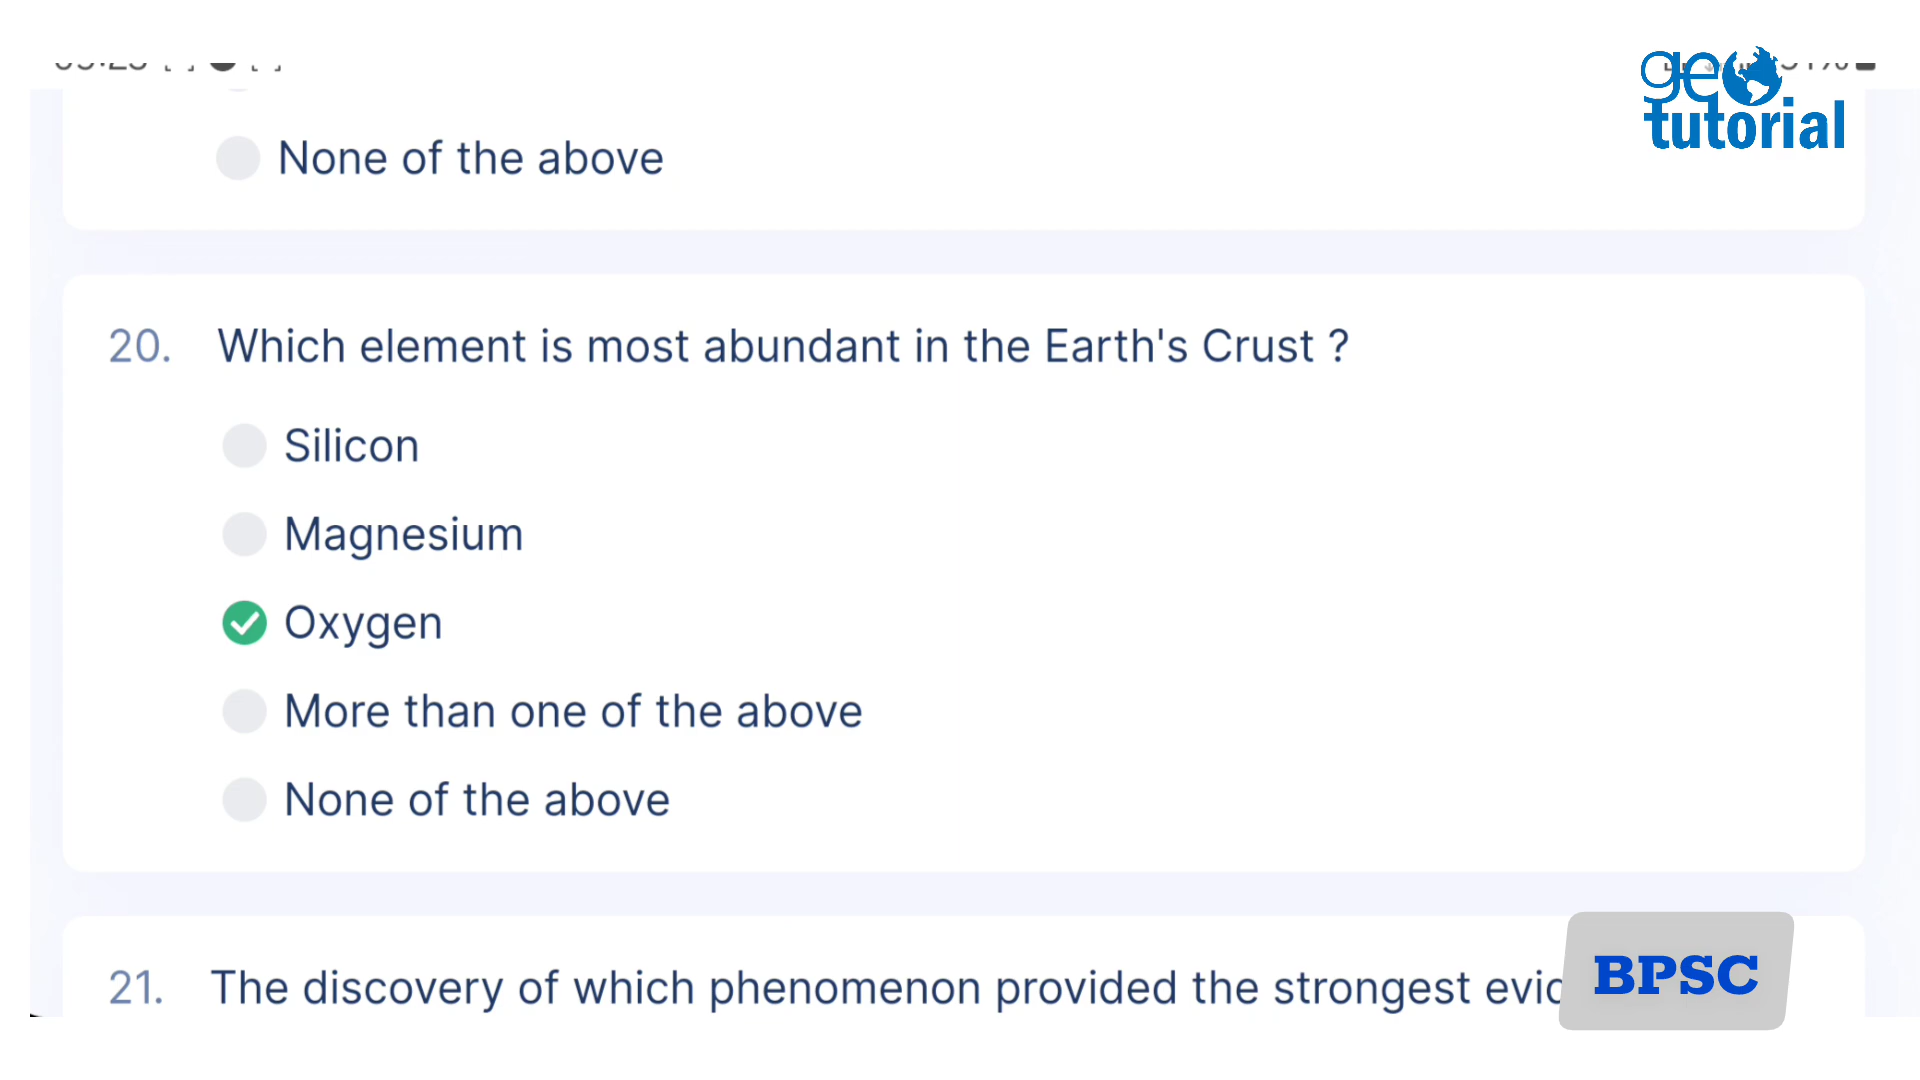 geo
tutorial
None of the above
20. Which element is most abundant in the Earth's Crust ?
Silicon
Magnesium
Oxygen
More than one of the above
None of the above
21. The discovery of which phenomenon provided the strongest
BPSC